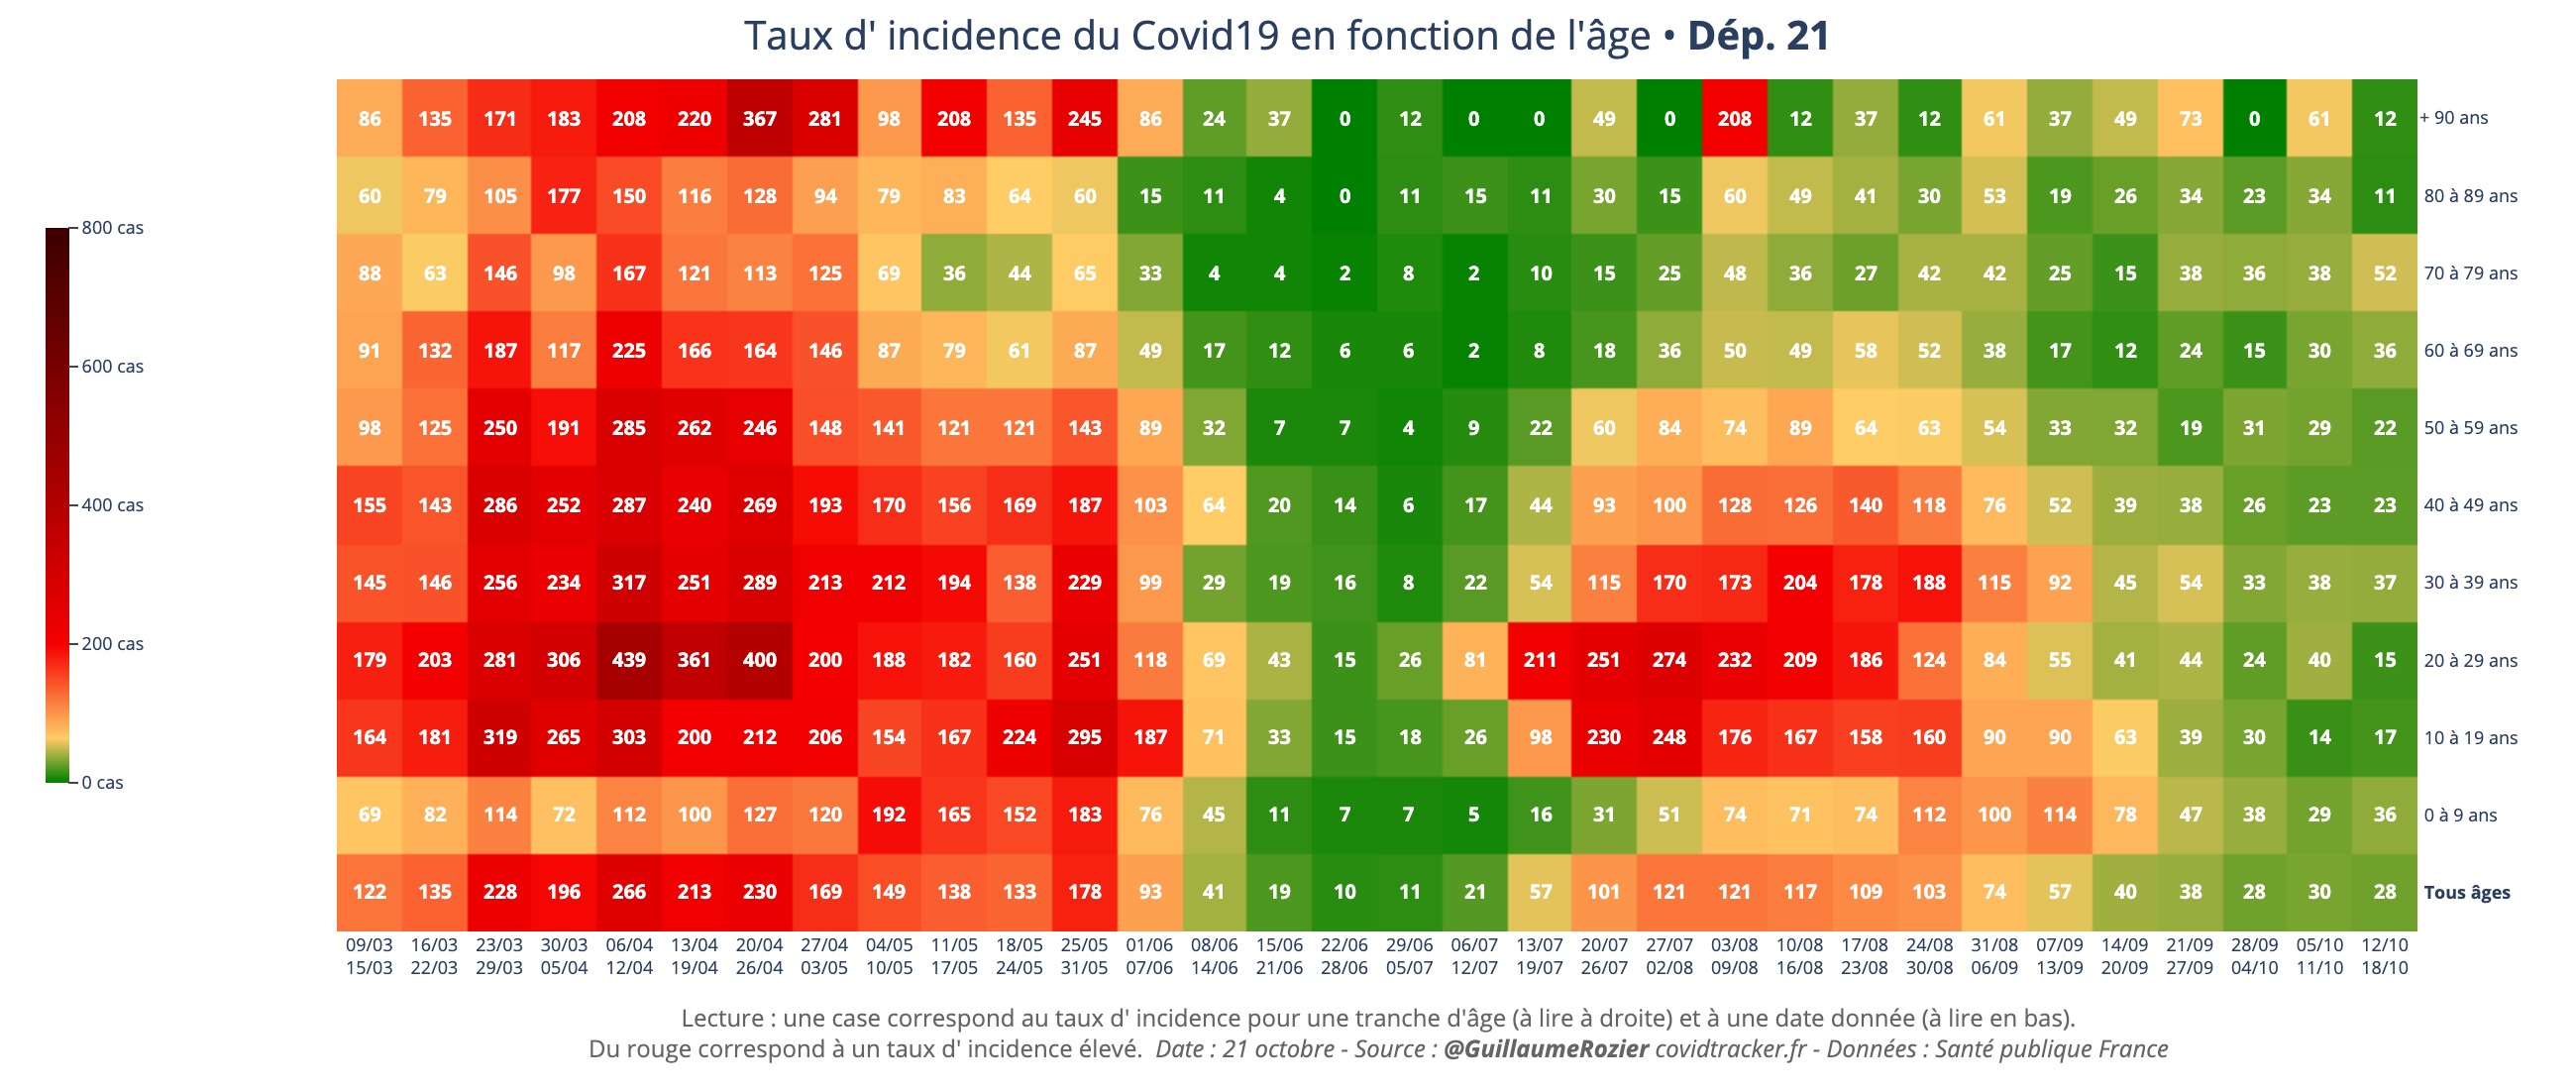 Taux d' incidence du Covid19 en fonction de l'âge • Dép. 21
800 cas
600 cas
400 cas
200 cas
0 cas
86 135 171 183 208 220 367 281 98 208 135 245 86 24 37 0 12 0 0 49 0 208 12 37 12 61 37 49 73 0 61 12 + 90 ans
60 79 105 177 150 116 128 94 79 83 64 60 15 11 4 0 11 15 11 30 15 60 49 41 30 53 19 26 34 23 34 11 80 à 89 ans
88 63 146 98 167 121 113 125 69 36 44 65 33 4 4 2 8 2 10 15 25 48 36 27 42 42 25 15 38 36 38 52 70 à 79 ans
91 132 187 117 225 166 164 146 87 79 61 87 49 17 12 6 6 2 8 18 36 50 49 58 52 38 17 12 24 15 30 36 60 à 69 ans
98 125 250 191 285 262 246 148 141 121 121 143 89 32 7 7 4 9 22 60 84 74 89 64 63 54 33 32 19 31 29 22 50 à 59 ans
155 143 286 252 287 240 269 193 170 156 169 187 103 64 20 14 6 17 44 93 100 128 126 140 118 76 52 39 38 26 23 23 40 à 49 ans
145 146 256 234 317 251 289 213 212 194 138 229 99 29 19 16 8 22 54 115 170 173 204 178 188 115 92 45 54 33 38 37 30 à 39 ans
179 203 281 306 439 361 400 200 188 182 160 251 118 69 43 15 26 81 211 251 274 232 209 186 124 84 55 41 44 24 40 15 20 à 29 ans
164 181 319 265 303 200 212 206 154 167 224 295 187 71 33 15 18 26 98 230 248 176 167 158 160 90 90 63 39 30 14 17 10 à 19 ans
69 82 114 72 112 100 127 120 192 165 152 183 76 45 11 7 7 5 16 31 51 74 71 74 112 100 114 78 47 38 29 36 0 à 9 ans
122 135 228 196 266 213 230 169 149 138 133 178 93 41 19 10 11 21 57 101 121 121 117 109 103 74 57 40 38 28 30 28 Tous âges
09/03 16/03 23/03 30/03 06/04 13/04 20/04 27/04 04/05 11/05 18/05 25/05 01/06 08/06 15/06 22/06 29/06 06/07 13/07 20/07 27/07 03/08 10/08 17/08 24/08 31/08 07/09 14/09 21/09 28/09 05/10 12/10
15/03 22/03 29/03 05/04 12/04 19/04 26/04 03/05 10/05 17/05 24/05 31/05 07/06 14/06 21/06 28/06 05/07 12/07 19/07 26/07 02/08 09/08 16/08 23/08 30/08 06/09 13/09 20/09 27/09 04/10 11/10 18/10
Lecture : une case correspond au taux d' incidence pour une tranche d'âge (à lire à droite) et à une date donnée (à lire en bas).
Du rouge correspond à un taux d' incidence élevé. Date : 21 octobre - Source : @GuillaumeRozier covidtracker.fr - Données : Santé publique France